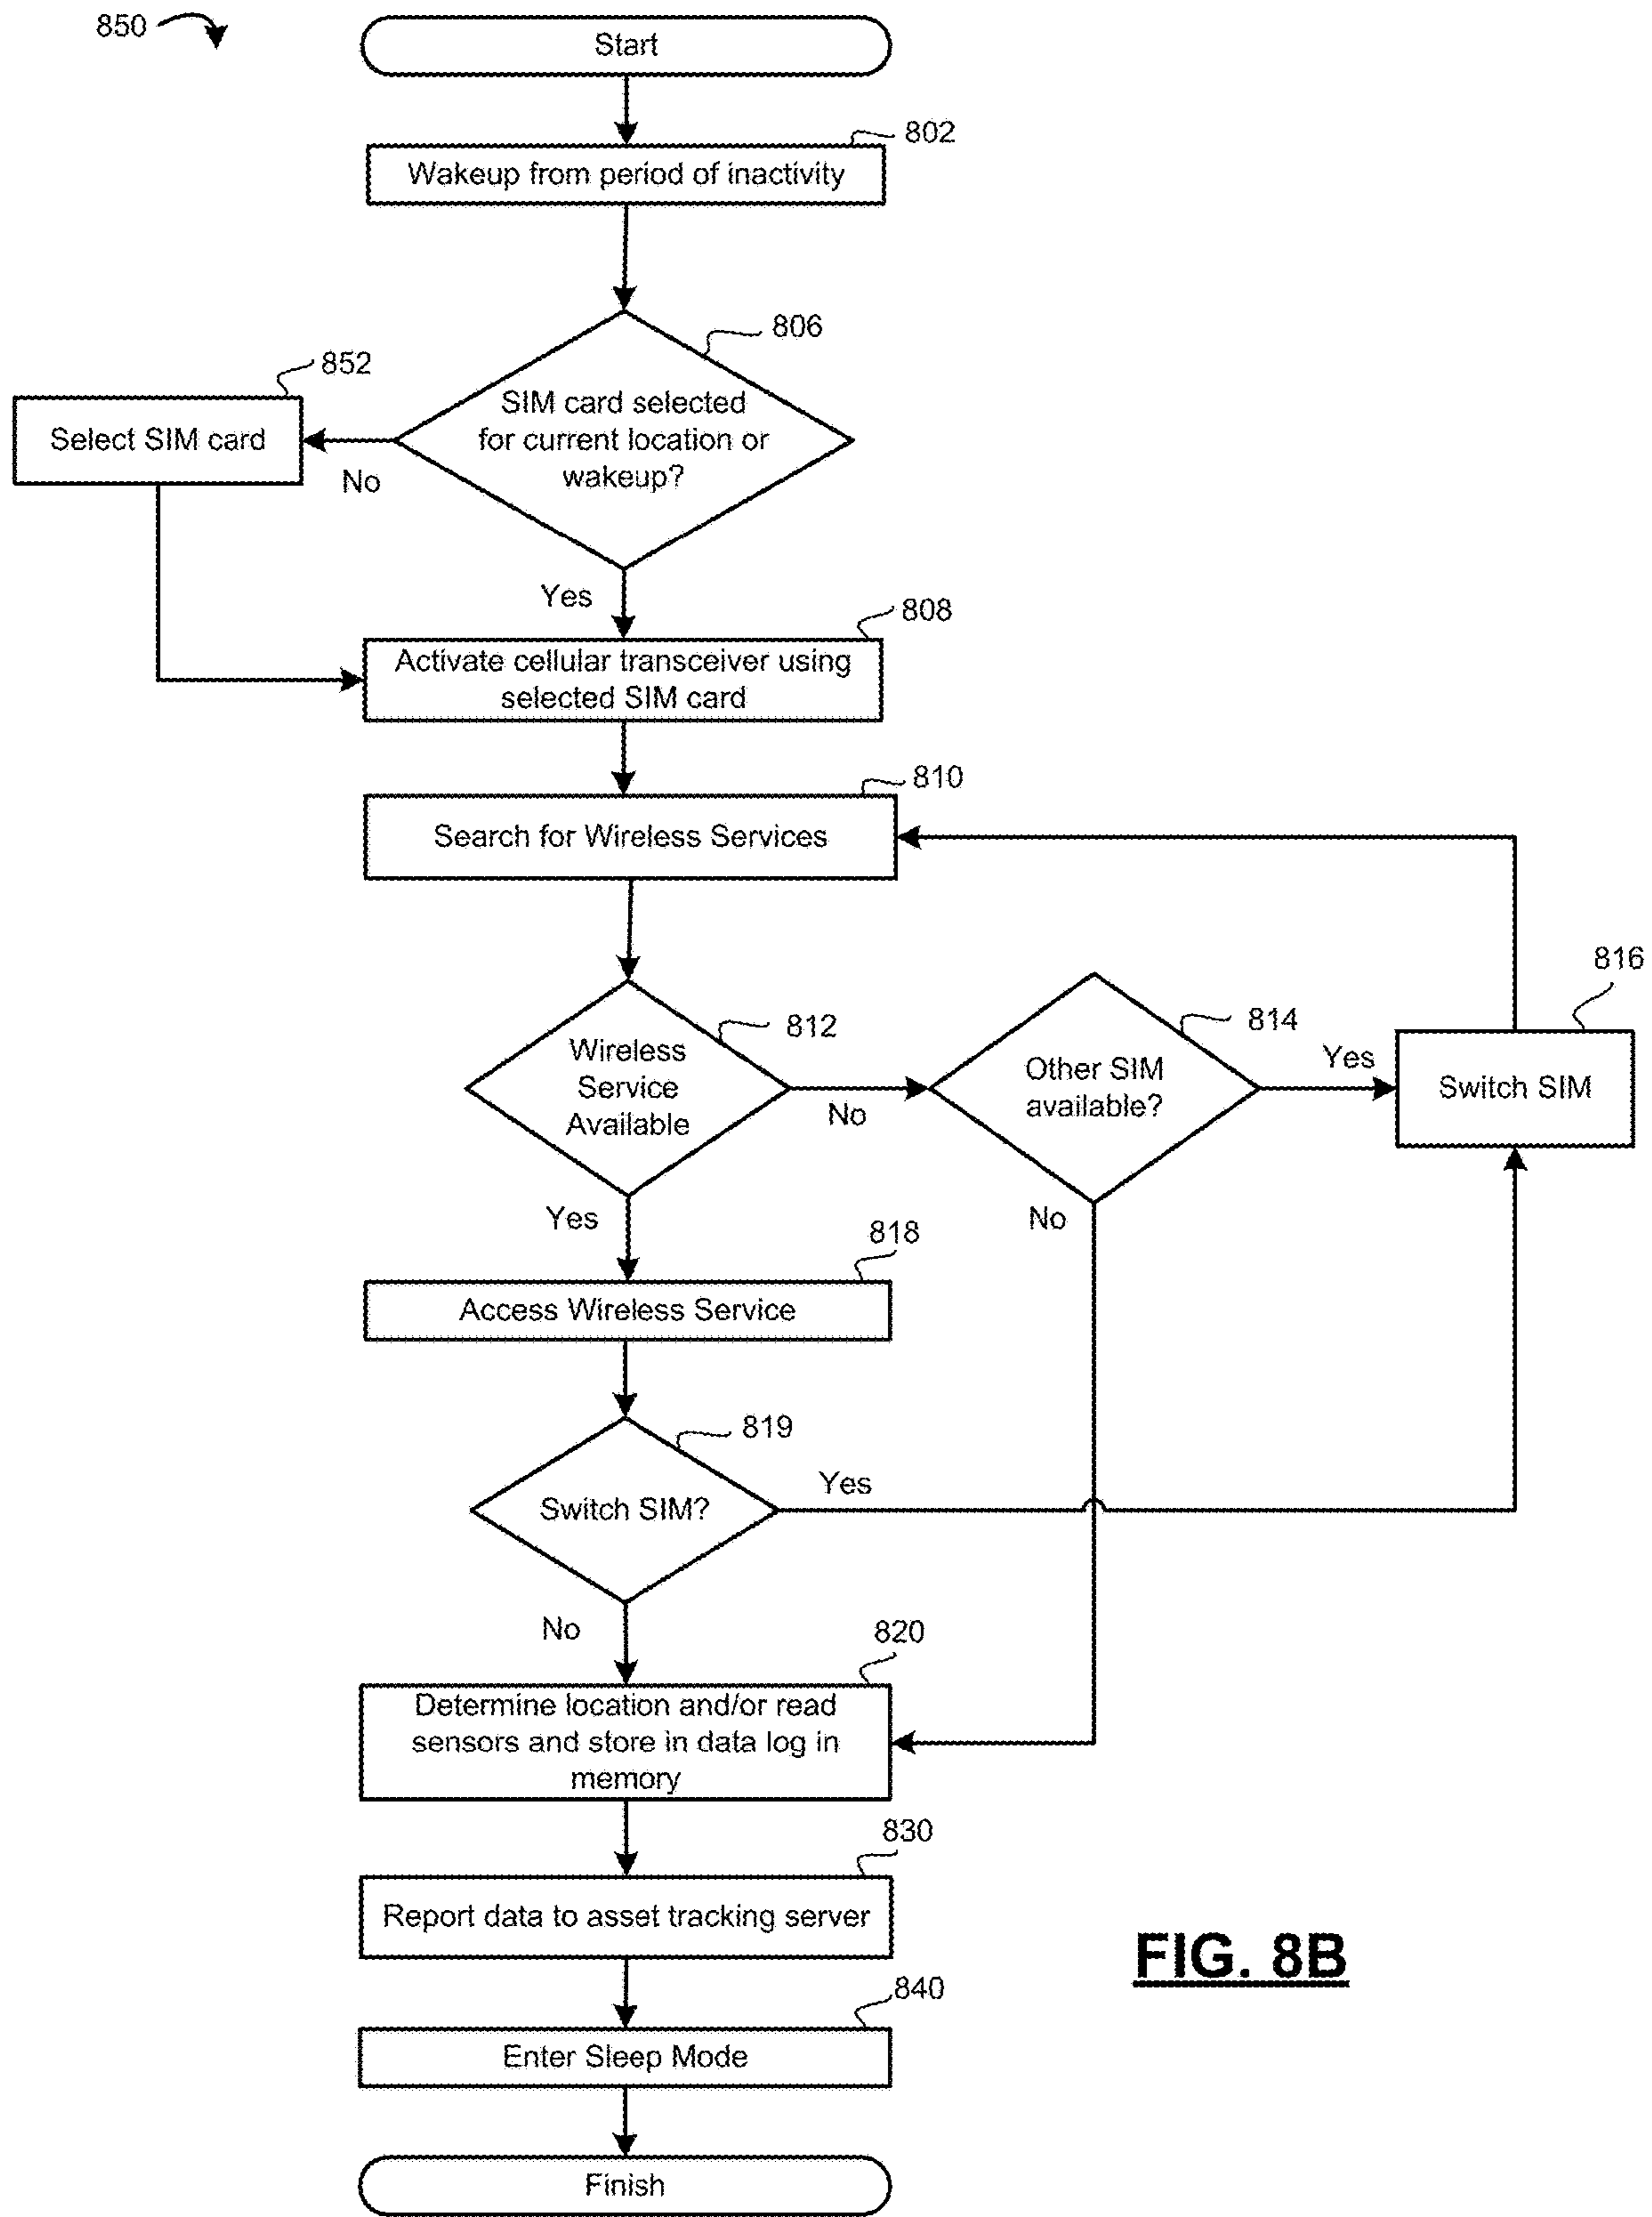 850
Start
802
Wakeup from period of inactivity
806
SIM card selected
for current location or
wakeup?
852
Select SIM card
No
Yes
808
Activate cellular transceiver using
selected SIM card
810
Search for Wireless Services
812
Wireless
Service
Available
No
814
Other SIM
available?
Yes
816
Switch SIM
Yes
No
818
Access Wireless Service
819
Switch SIM?
Yes
No
820
Determine location and/or read
sensors and store in data log in
memory
830
Report data to asset tracking server
840
Enter Sleep Mode
Finish
FIG. 8B